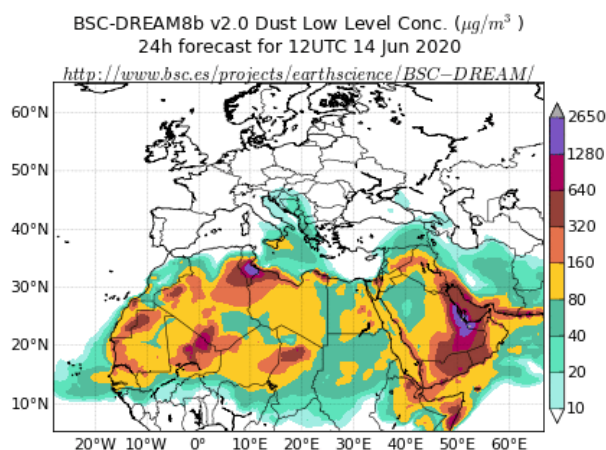 BSC-DREAM8b v2.0 Dust Low Level Conc. (μg/m³ )
24h forecast for 12UTC 14 Jun 2020
http://www.bsc.es/projects/earthscience/BSC−DREAM/
60°N
50°N
40°N
30°N
20°N
10°N
20°W 10°W 0° 10°E 20°E 30°E 40°E 50°E 60°E
2650
1280
640
320
160
80
40
20
10